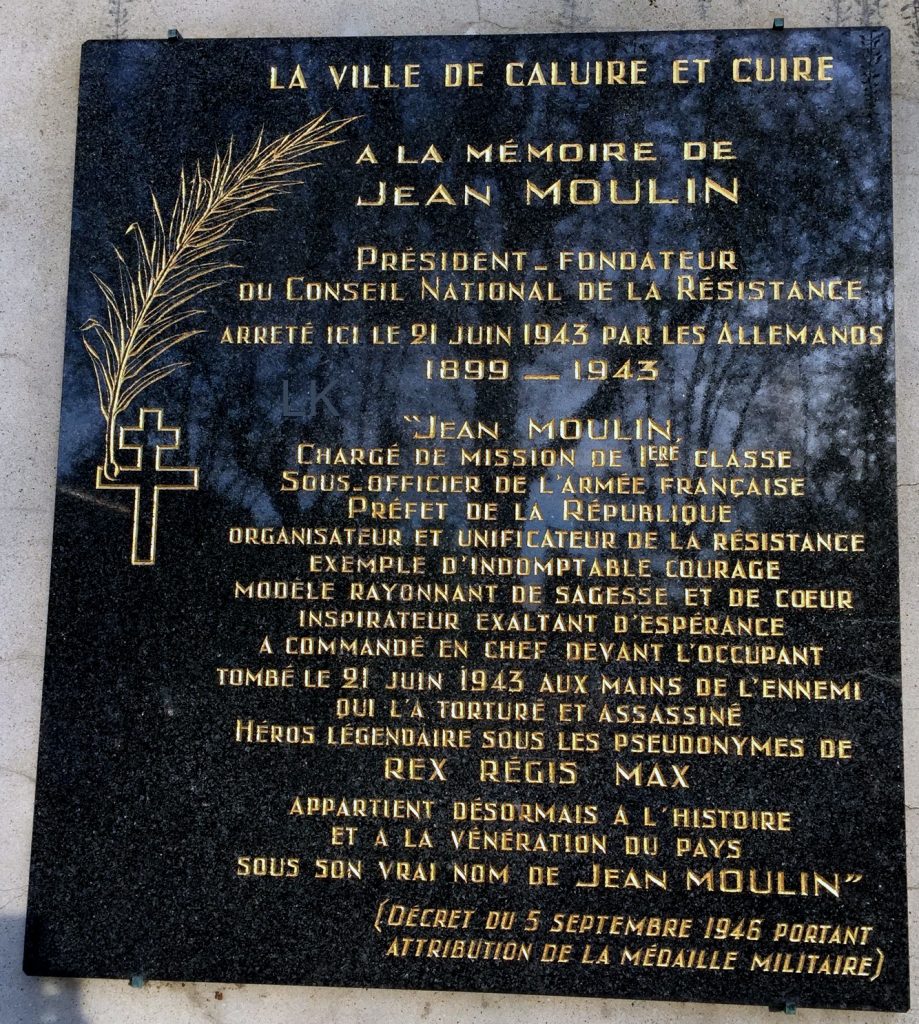 LA VILLE DE CALUIRE ET CUIRE
A LA MÉMOIRE DE
JEAN MOULIN
PRÉSIDENT_FONDATEUR
DU CONSEIL NATIONAL DE LA RÉSISTANCE
ARRETÉ ICI LE 21 JUIN 1943 PAR LES ALLEMANDS
1899 — 1943
LK
"JEAN MOULIN,
CHARGÉ DE MISSION DE 1ERE CLASSE
SOUS_OFFICIER DE L'ARMÉE FRANÇAISE
PRÉFET DE LA RÉPUBLIQUE
ORGANISATEUR ET UNIFICATEUR DE LA RÉSISTANCE
EXEMPLE D'INDOMPTABLE COURAGE
MODÈLE RAYONNANT DE SAGESSE ET DE CŒUR
INSPIRATEUR EXALTANT D'ESPÉRANCE
A COMMANDÉ EN CHEF DEVANT L'OCCUPANT
TOMBÉ LE 21 JUIN 1943 AUX MAINS DE L'ENNEMI
QUI L'A TORTURÉ ET ASSASSINÉ
HÉROS LÉGENDAIRE SOUS LES PSEUDONYMES DE
REX RÉGIS MAX
APPARTIENT DÉSORMAIS A L'HISTOIRE
ET A LA VÉNÉRATION DU PAYS
SOUS SON VRAI NOM DE JEAN MOULIN"
(DÉCRET DU 5 SEPTEMBRE 1946 PORTANT
ATTRIBUTION DE LA MÉDAILLE MILITAIRE)